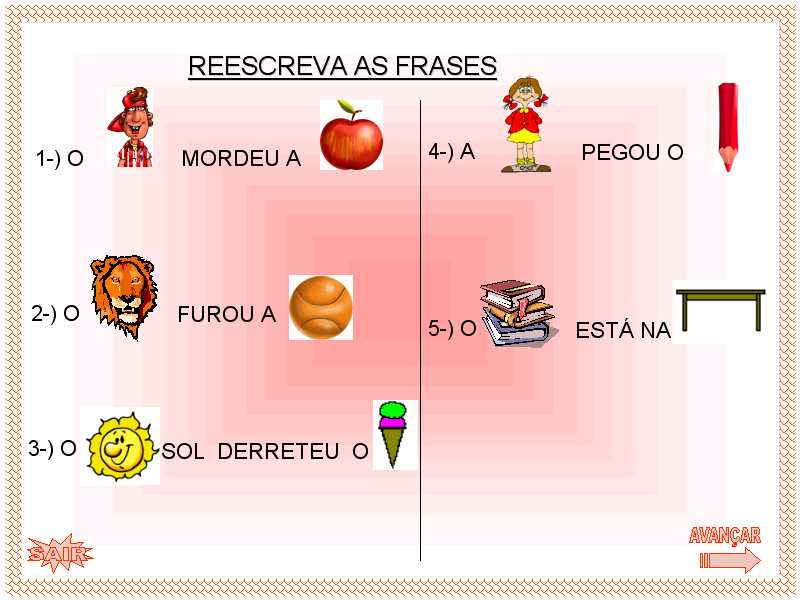 REESCREVA AS FRASES
1-) O MORDEU A
2-) O FUROU A
3-) O SOL DERRETEU O
4-) A PEGOU O
5-) O ESTÁ NA
SAIR
AVANÇAR